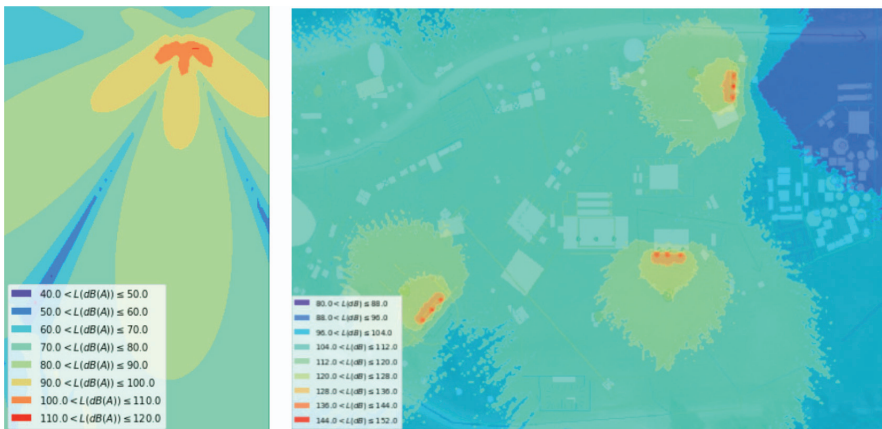 40.0 < L(dB(A)) ≤ 50.0
50.0 < L(dB(A)) ≤ 60.0
60.0 < L(dB(A)) ≤ 70.0
70.0 < L(dB(A)) ≤ 80.0
80.0 < L(dB(A)) ≤ 90.0
90.0 < L(dB(A)) ≤ 100.0
100.0 < L(dB(A)) ≤ 110.0
110.0 < L(dB(A)) ≤ 120.0
80.0 < L(dB) ≤ 88.0
88.0 < L(dB) ≤ 96.0
96.0 < L(dB) ≤ 104.0
104.0 < L(dB) ≤ 112.0
112.0 < L(dB) ≤ 120.0
120.0 < L(dB) ≤ 128.0
128.0 < L(dB) ≤ 136.0
136.0 < L(dB) ≤ 144.0
144.0 < L(dB) ≤ 152.0